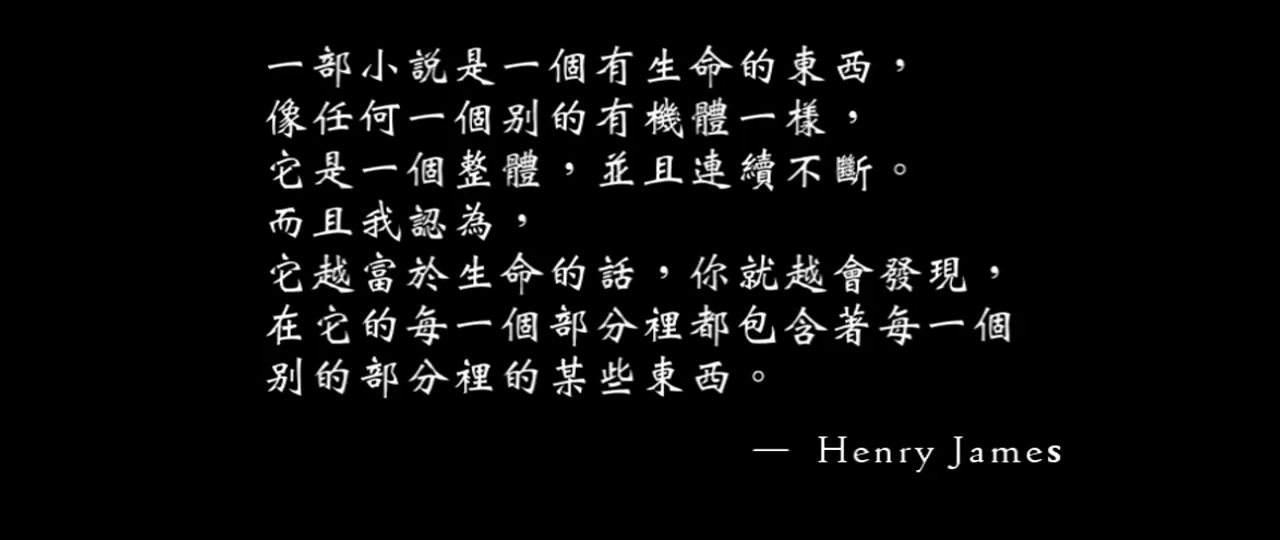 一部小説是一個有生命的東西，
像任何一個別的有機體一樣，
它是一個整體，並且連續不斷。
而且我認為，
它越富於生命的話，你就越會發現，
在它的每一個部分裡都包含著每一個
別的部分裡的某些東西。
— Henry James